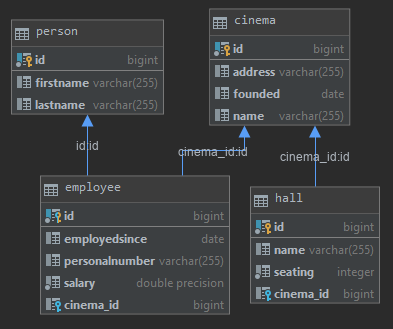 person
id bigint
firstname varchar(255)
lastname varchar(255)
cinema
id bigint
address varchar(255)
founded date
name varchar(255)
id:id
cinema_id:id
cinema_id:id
employee
id bigint
employedsince date
personalnumber varchar(255)
salary double precision
cinema_id bigint
hall
id bigint
name varchar(255)
seating integer
cinema_id bigint